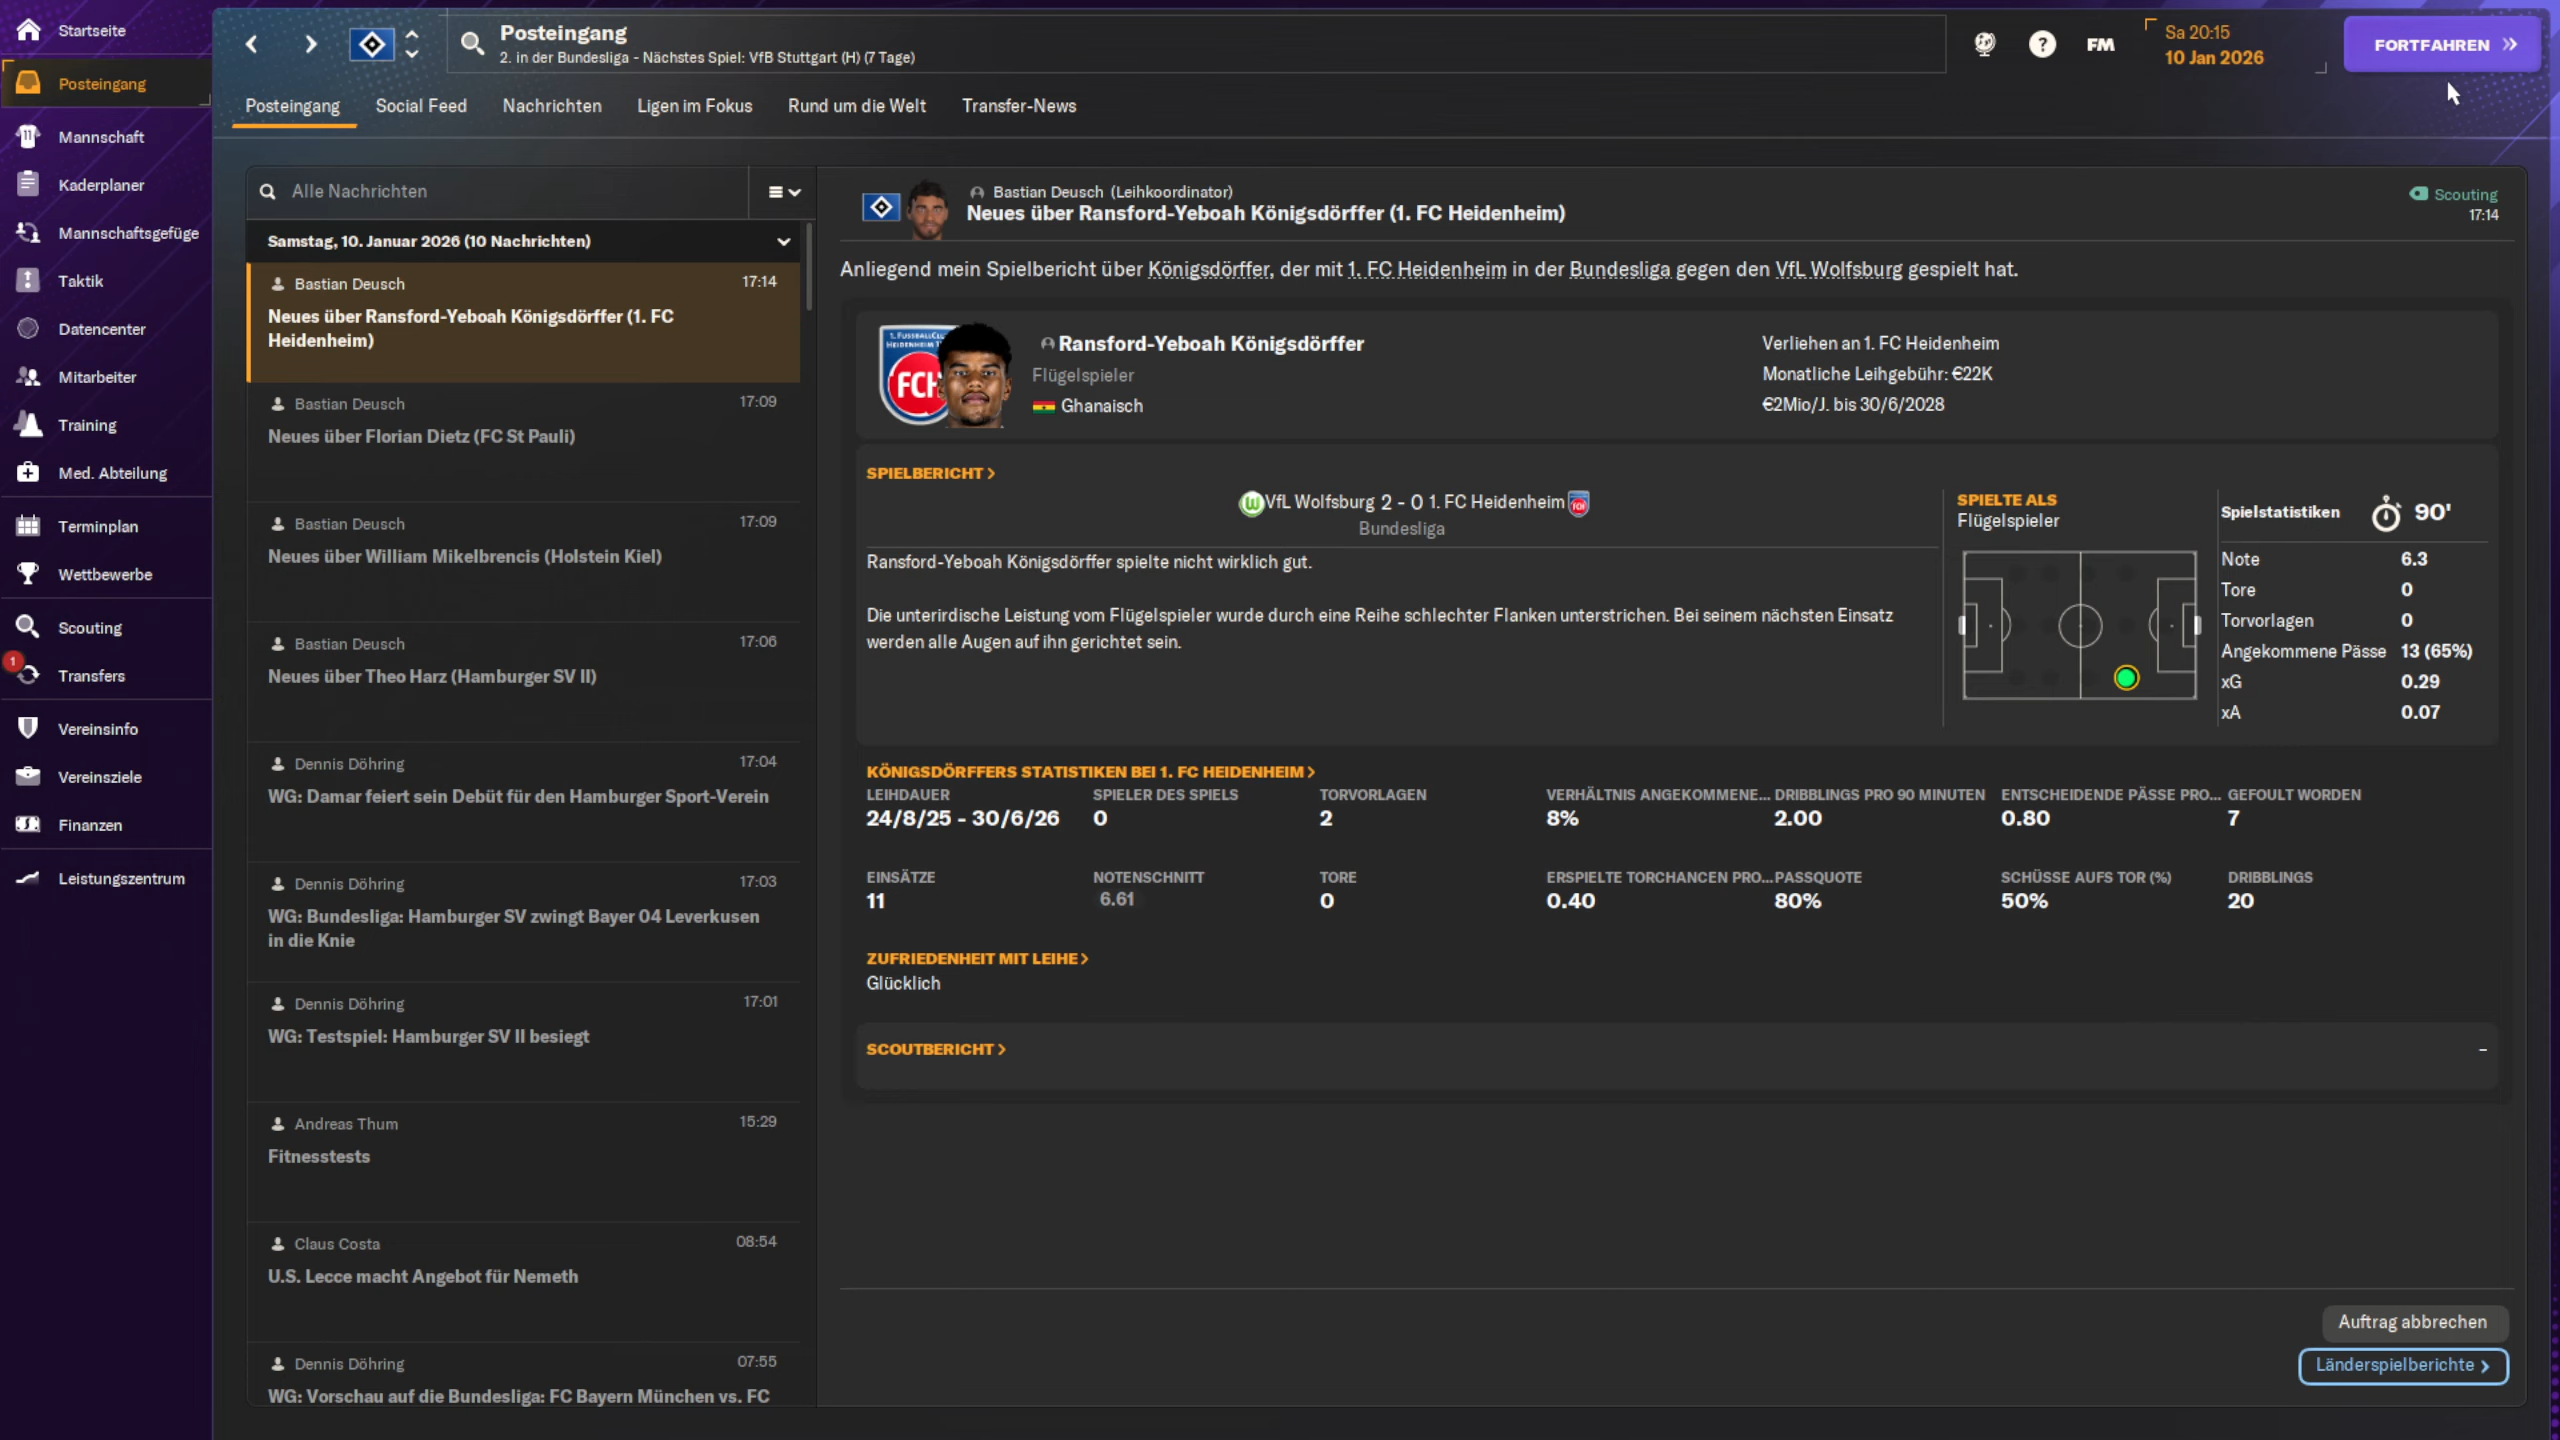 Startseite
Posteingang
Mannschaft
Kaderplaner
Mannschaftsgefüge
Taktik
Datencenter
Mitarbeiter
Training
Med. Abteilung
Terminplan
Wettbewerbe
Scouting
1
Transfers
Vereinsinfo
Vereinsziele
Finanzen
Leistungszentrum
Posteingang
2. in der Bundesliga - Nächstes Spiel: VfB Stuttgart (H) (7 Tage)
FM
Sa 20:15
10 Jan 2026
FORTFAHREN
Posteingang Social Feed Nachrichten Ligen im Fokus Rund um die Welt Transfer-News
Alle Nachrichten
Samstag, 10. Januar 2026 (10 Nachrichten)
Bastian Deusch 17:14
Neues über Ransford-Yeboah Königsdörffer (1. FC
Heidenheim)
Bastian Deusch 17:09
Neues über Florian Dietz (FC St Pauli)
Bastian Deusch 17:09
Neues über William Mikelbrencis (Holstein Kiel)
Bastian Deusch 17:06
Neues über Theo Harz (Hamburger SV II)
Dennis Döhring 17:04
WG: Damar feiert sein Debüt für den Hamburger Sport-Verein
Dennis Döhring 17:03
WG: Bundesliga: Hamburger SV zwingt Bayer 04 Leverkusen
in die Knie
Dennis Döhring 17:01
WG: Testspiel: Hamburger SV II besiegt
Andreas Thum 15:29
Fitnesstests
Claus Costa 08:54
U.S. Lecce macht Angebot für Nemeth
Dennis Döhring 07:55
WG: Vorschau auf die Bundesliga: FC Bayern München vs. FC
Bastian Deusch (Leihkoordinator)
Neues über Ransford-Yeboah Königsdörffer (1. FC Heidenheim)
Scouting
17:14
Anliegend mein Spielbericht über Königsdörffer, der mit 1. FC Heidenheim in der Bundesliga gegen den VfL Wolfsburg gespielt hat.
FCH
Ransford-Yeboah Königsdörffer
Flügelspieler
Ghanaisch
Verliehen an 1. FC Heidenheim
Monatliche Leihgebühr: €22K
€2Mio/J. bis 30/6/2028
SPIELBERICHT >
VfL Wolfsburg 2 - 0 1. FC Heidenheim
Bundesliga
Ransford-Yeboah Königsdörffer spielte nicht wirklich gut.
Die unterirdische Leistung vom Flügelspieler wurde durch eine Reihe schlechter Flanken unterstrichen. Bei seinem nächsten Einsatz
werden alle Augen auf ihn gerichtet sein.
SPIELTE ALS
Flügelspieler
Spielstatistiken 90'
Note 6.3
Tore 0
Torvorlagen 0
Angekommene Pässe 13 (65%)
xG 0.29
xA 0.07
KÖNIGSDÖRFFERS STATISTIKEN BEI 1. FC HEIDENHEIM >
LEIHDAUER SPIELER DES SPIELS TORVORLAGEN VERHÄLTNIS ANGEKOMMENE... DRIBBLINGS PRO 90 MINUTEN ENTSCHEIDENDE PÄSSE PRO... GEFOULT WORDEN
24/8/25 - 30/6/26 0 2 8% 2.00 0.80 7
EINSÄTZE NOTENSCHNITT TORE ERSPIELTE TORCHANCEN PRO... PASSQUOTE SCHÜSSE AUFS TOR (%) DRIBBLINGS
11 6.61 0 0.40 80% 50% 20
ZUFRIEDENHEIT MIT LEIHE >
Glücklich
SCOUTBERICHT > -
Auftrag abbrechen
Länderspielberichte >